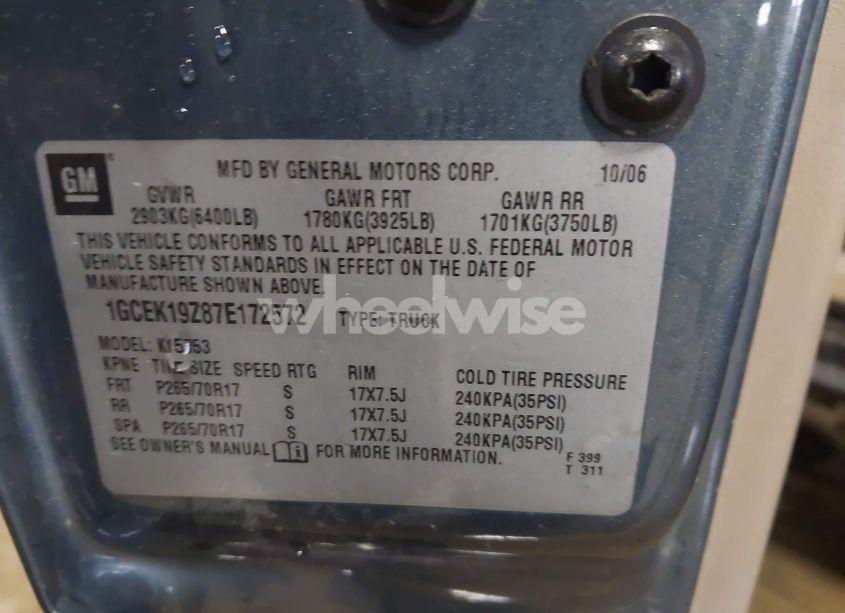 GM
MFD BY GENERAL MOTORS CORP. 10/06
GVWR GAWR FRT GAWR RR
2903KG(6400LB) 1780KG(3925LB) 1701KG(3750LB)
THIS VEHICLE CONFORMS TO ALL APPLICABLE U.S. FEDERAL MOTOR
VEHICLE SAFETY STANDARDS IN EFFECT ON THE DATE OF
MANUFACTURE SHOWN ABOVE.
1GCEK19Z87E172572 TYPE: TRUCK
wheelwise
MODEL: K15753
KPNE TIRE SIZE SPEED RTG RIM COLD TIRE PRESSURE
FRT P265/70R17 S 17X7.5J 240KPA(35PSI)
RR P265/70R17 S 17X7.5J 240KPA(35PSI)
SPA P265/70R17 S 17X7.5J 240KPA(35PSI)
SEE OWNER'S MANUAL FOR MORE INFORMATION. F 399
T 311